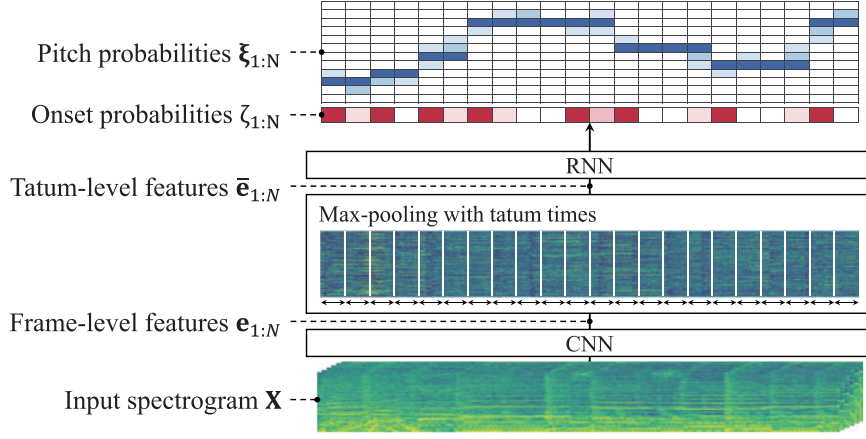 Pitch probabilities ξ₁:N
Onset probabilities ζ₁:N
RNN
Tatum-level features ē₁:N
Max-pooling with tatum times
Frame-level features e₁:N
CNN
Input spectrogram X